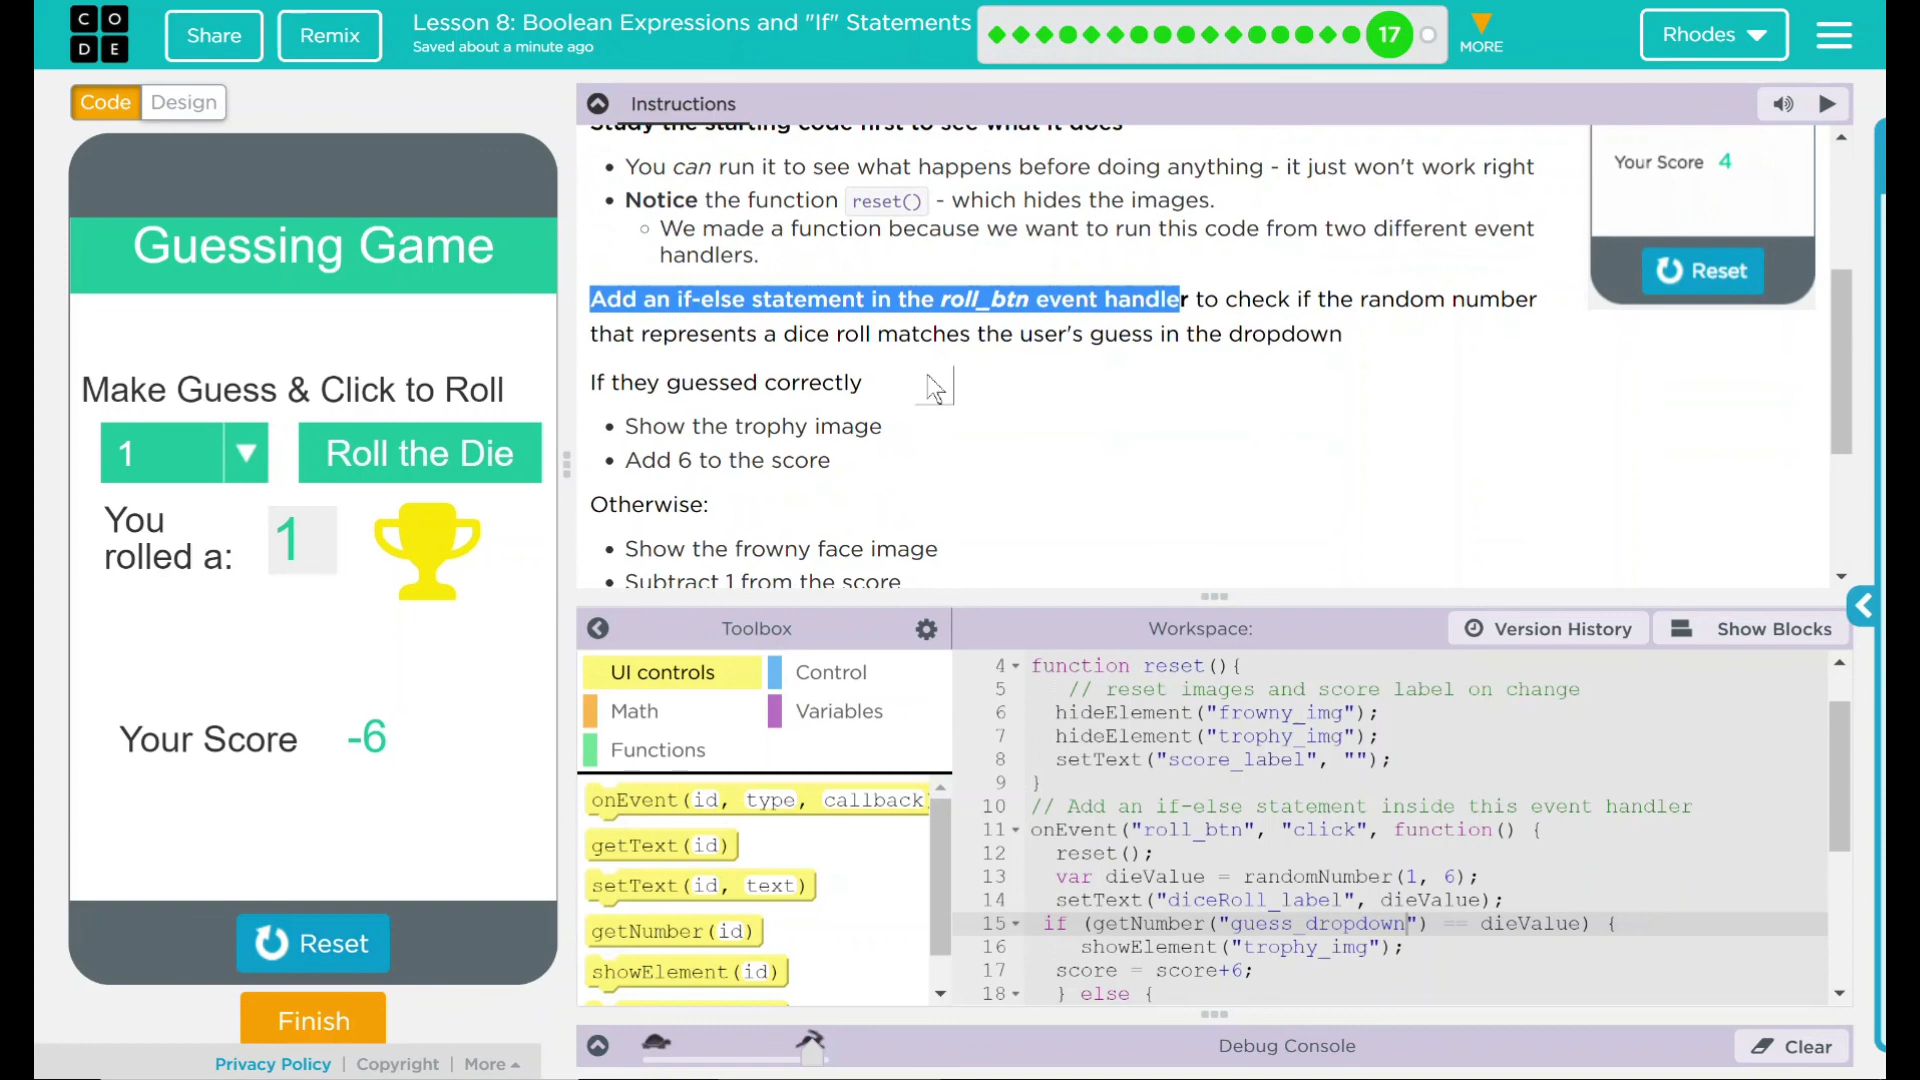 CODE
Share
Remix
Lesson 8: Boolean Expressions and "If" Statements
Saved about a minute ago
17
MORE
Rhodes
Code
Design
Guessing Game
Make Guess & Click to Roll
1
Roll the Die
You
rolled a:
1
Your Score
-6
Reset
Finish
Privacy Policy | Copyright | More
Instructions
Study the starting code first to see what it does
You can run it to see what happens before doing anything - it just won't work right
Notice the function reset() - which hides the images.
We made a function because we want to run this code from two different event
handlers.
Add an if-else statement in the roll_btn event handler to check if the random number
that represents a dice roll matches the user's guess in the dropdown
If they guessed correctly
Show the trophy image
Add 6 to the score
Otherwise:
Show the frowny face image
Subtract 1 from the score
Your Score 4
Reset
Toolbox
UI controls
Control
Math
Variables
Functions
onEvent(id, type, callback)
getText(id)
setText(id, text)
getNumber(id)
showElement(id)
Workspace:
Version History
Show Blocks
4 function reset(){
5 // reset images and score label on change
6 hideElement("frowny_img");
7 hideElement("trophy_img");
8 setText("score_label", "");
9 }
10 // Add an if-else statement inside this event handler
11 onEvent("roll_btn", "click", function() {
12 reset();
13 var dieValue = randomNumber(1, 6);
14 setText("diceRoll_label", dieValue);
15 if (getNumber("guess_dropdown") == dieValue) {
16 showElement("trophy_img");
17 score = score+6;
18 } else {
Debug Console
Clear